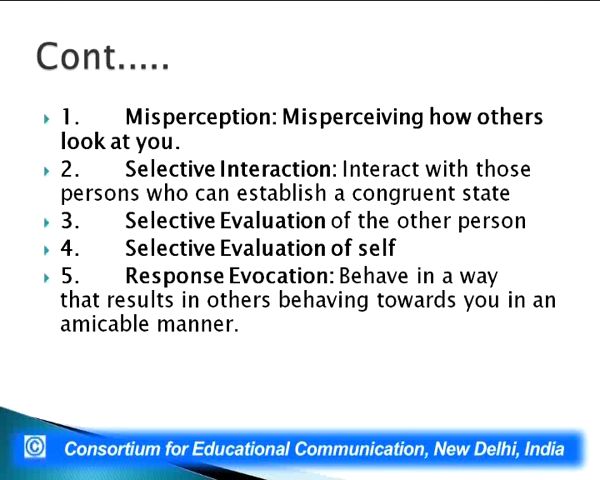 Cont.....
1. Misperception: Misperceiving how others
look at you.
2. Selective Interaction: Interact with those
persons who can establish a congruent state
3. Selective Evaluation of the other person
4. Selective Evaluation of self
5. Response Evocation: Behave in a way
that results in others behaving towards you in an
amicable manner.
© Consortium for Educational Communication, New Delhi, India